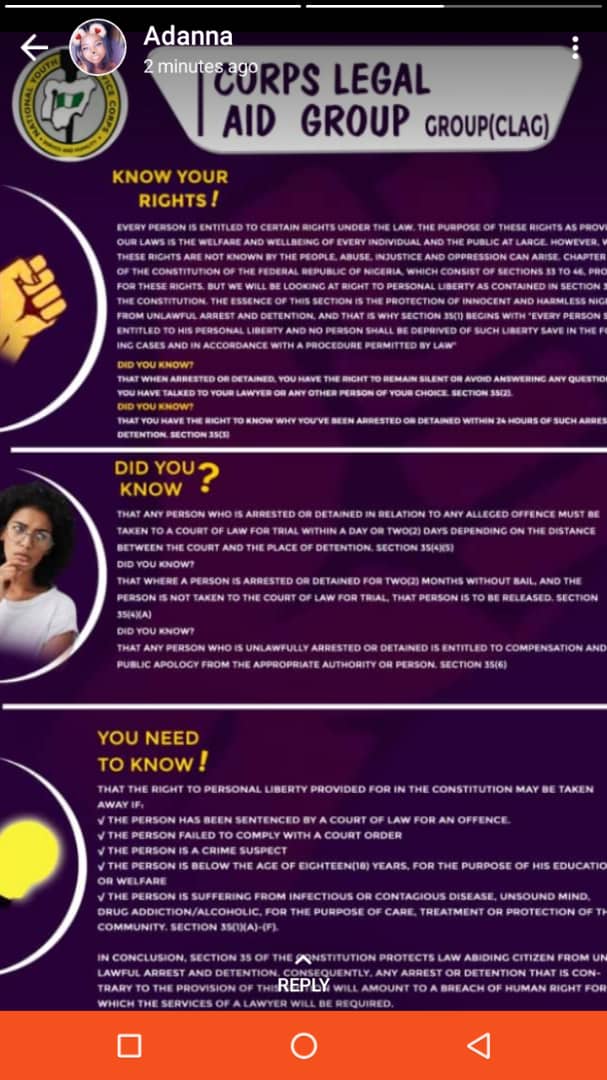 Adanna
2 minutes ago
NATIONAL YOUTH SERVICE CORPS
CORPS LEGAL
AID GROUP GROUP(CLAG)
KNOW YOUR
RIGHTS!
EVERY PERSON IS ENTITLED TO CERTAIN RIGHTS UNDER THE LAW. THE PURPOSE OF THESE RIGHTS AS PROVI
OUR LAWS IS THE WELFARE AND WELLBEING OF EVERY INDIVIDUAL AND THE PUBLIC AT LARGE. HOWEVER, W
THESE RIGHTS ARE NOT KNOWN BY THE PEOPLE, ABUSE, INJUSTICE AND OPPRESSION CAN ARISE. CHAPTER
OF THE CONSTITUTION OF THE FEDERAL REPUBLIC OF NIGERIA, WHICH CONSIST OF SECTIONS 33 TO 46, PRO
FOR THESE RIGHTS. BUT WE WILL BE LOOKING AT RIGHT TO PERSONAL LIBERTY AS CONTAINED IN SECTION 3
THE CONSTITUTION. THE ESSENCE OF THIS SECTION IS THE PROTECTION OF INNOCENT AND HARMLESS NIG
FROM UNLAWFUL ARREST AND DETENTION, AND THAT IS WHY SECTION 35(1) BEGINS WITH "EVERY PERSON S
ENTITLED TO HIS PERSONAL LIBERTY AND NO PERSON SHALL BE DEPRIVED OF SUCH LIBERTY SAVE IN THE F
ING CASES AND IN ACCORDANCE WITH A PROCEDURE PERMITTED BY LAW"
DID YOU KNOW?
THAT WHEN ARRESTED OR DETAINED, YOU HAVE THE RIGHT TO REMAIN SILENT OR AVOID ANSWERING ANY QUESTIO
YOU HAVE TALKED TO YOUR LAWYER OR ANY OTHER PERSON OF YOUR CHOICE. SECTION 35(2).
DID YOU KNOW?
THAT YOU HAVE THE RIGHT TO KNOW WHY YOU'VE BEEN ARRESTED OR DETAINED WITHIN 24 HOURS OF SUCH ARRES
DETENTION. SECTION 35(3)
DID YOU
KNOW ?
THAT ANY PERSON WHO IS ARRESTED OR DETAINED IN RELATION TO ANY ALLEGED OFFENCE MUST BE
TAKEN TO A COURT OF LAW FOR TRIAL WITHIN A DAY OR TWO(2) DAYS DEPENDING ON THE DISTANCE
BETWEEN THE COURT AND THE PLACE OF DETENTION. SECTION 35(4)(5)
DID YOU KNOW?
THAT WHERE A PERSON IS ARRESTED OR DETAINED FOR TWO(2) MONTHS WITHOUT BAIL, AND THE
PERSON IS NOT TAKEN TO THE COURT OF LAW FOR TRIAL, THAT PERSON IS TO BE RELEASED. SECTION
35(4)(A)
DID YOU KNOW?
THAT ANY PERSON WHO IS UNLAWFULLY ARRESTED OR DETAINED IS ENTITLED TO COMPENSATION AND
PUBLIC APOLOGY FROM THE APPROPRIATE AUTHORITY OR PERSON. SECTION 35(6)
YOU NEED
TO KNOW!
THAT THE RIGHT TO PERSONAL LIBERTY PROVIDED FOR IN THE CONSTITUTION MAY BE TAKEN
AWAY IF:
√ THE PERSON HAS BEEN SENTENCED BY A COURT OF LAW FOR AN OFFENCE.
√ THE PERSON FAILED TO COMPLY WITH A COURT ORDER
√ THE PERSON IS A CRIME SUSPECT
√ THE PERSON IS BELOW THE AGE OF EIGHTEEN(18) YEARS, FOR THE PURPOSE OF HIS EDUCATIO
OR WELFARE
√ THE PERSON IS SUFFERING FROM INFECTIOUS OR CONTAGIOUS DISEASE, UNSOUND MIND,
DRUG ADDICTION/ALCOHOLIC, FOR THE PURPOSE OF CARE, TREATMENT OR PROTECTION OF TH
COMMUNITY. SECTION 35(1)(A)-(F).
IN CONCLUSION, SECTION 35 OF THE CONSTITUTION PROTECTS LAW ABIDING CITIZEN FROM UN
LAWFUL ARREST AND DETENTION. CONSEQUENTLY, ANY ARREST OR DETENTION THAT IS CON-
TRARY TO THE PROVISION OF THIS WILL AMOUNT TO A BREACH OF HUMAN RIGHT FOR
WHICH THE SERVICES OF A LAWYER WILL BE REQUIRED.
REPLY